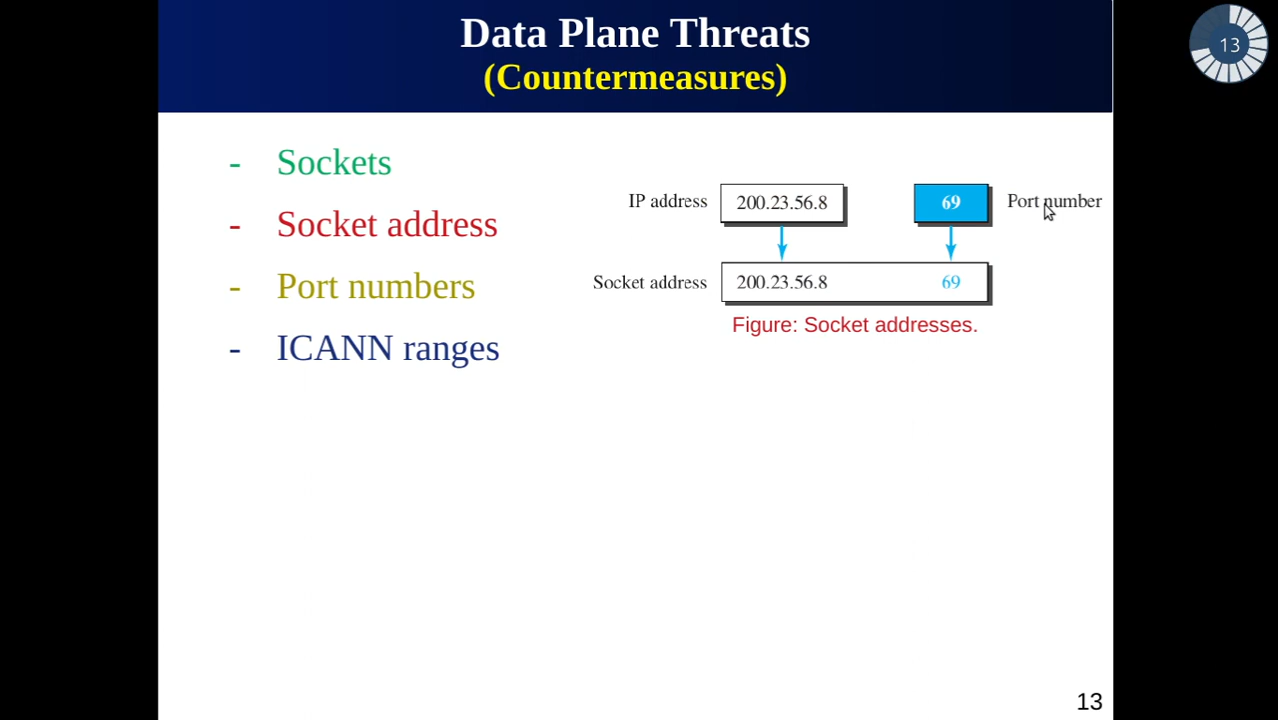 Data Plane Threats
(Countermeasures)
13
- Sockets
- Socket address
- Port numbers
- ICANN ranges
IP address 200.23.56.8 69 Port number
Socket address 200.23.56.8 69
Figure: Socket addresses.
13